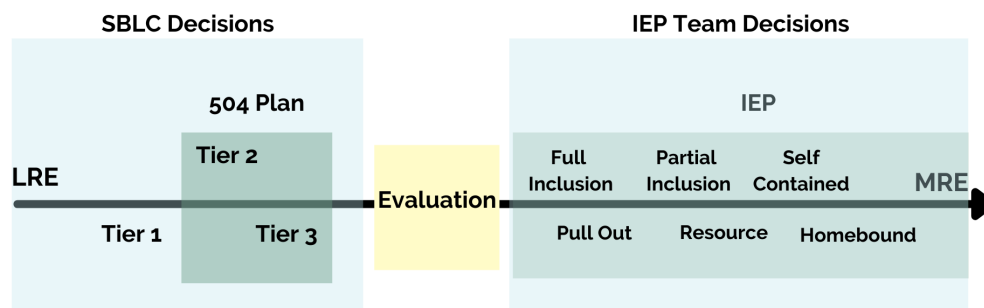 SBLC Decisions
IEP Team Decisions
504 Plan
IEP
Tier 2
Full
Inclusion
Partial
Inclusion
Self
Contained
LRE
MRE
Evaluation
Tier 1
Tier 3
Pull Out
Resource
Homebound